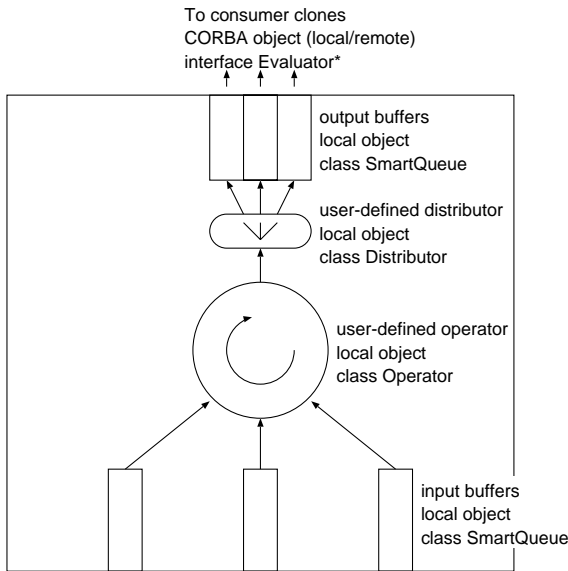 To consumer clones
CORBA object (local/remote)
interface Evaluator*
output buffers
local object
class SmartQueue
user-defined distributor
local object
class Distributor
user-defined operator
local object
class Operator
input buffers
local object
class SmartQueue